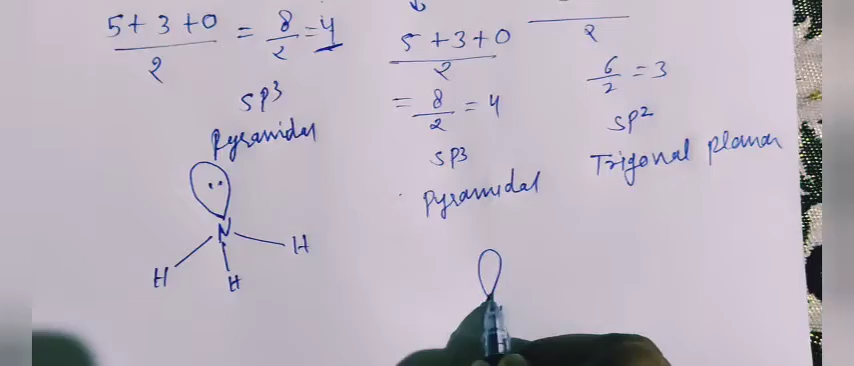 5 + 3 + 0 / 2 = 8/2 = 4
sp3
Pyramidal
N
H H H
5 + 3 + 0 / 2
= 8/2 = 4
sp3
Pyramidal
2
6/2 = 3
sp2
Trigonal planar